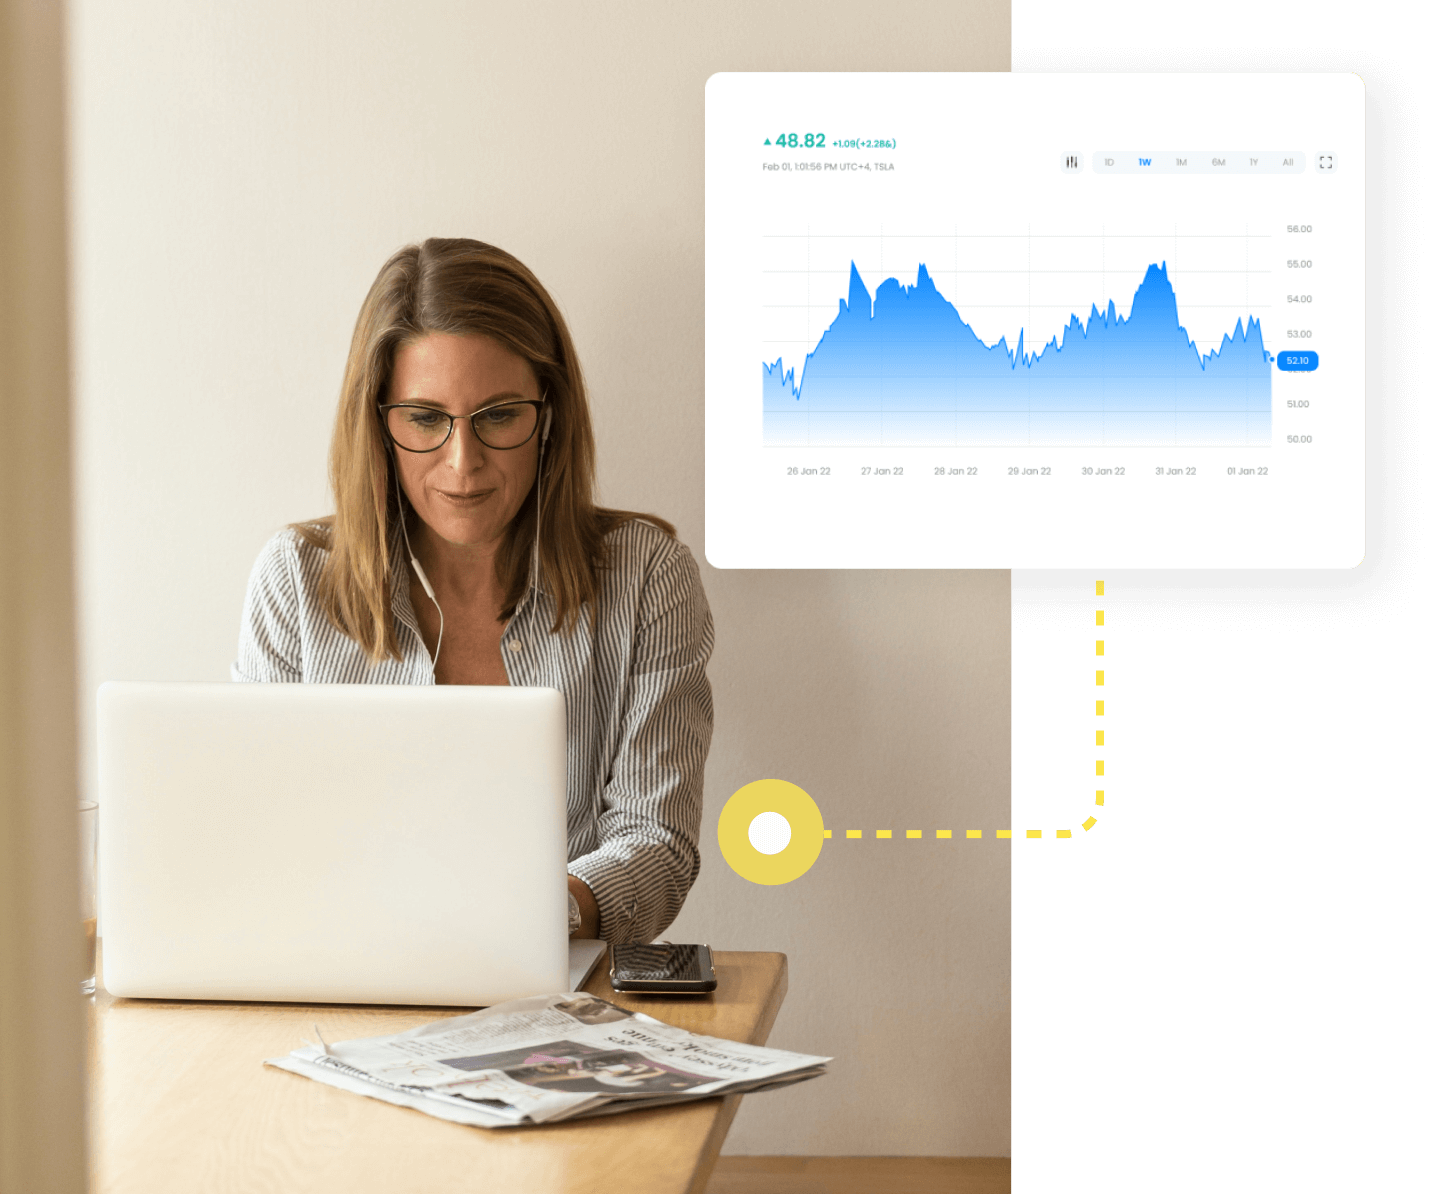 ▲48.82 +1.09(+2.28&)
Feb 01, 1:01:56 PM UTC+4, TSLA
1D 1W 1M 6M 1Y All
56.00
55.00
54.00
53.00
52.10
51.00
50.00
26 Jan 22 27 Jan 22 28 Jan 22 29 Jan 22 30 Jan 22 31 Jan 22 01 Jan 22